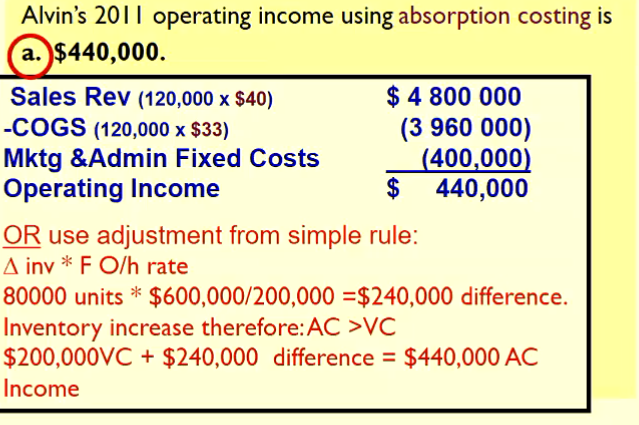 Alvin's 2011 operating income using absorption costing is
a. $440,000.
Sales Rev (120,000 x $40) $ 4 800 000
-COGS (120,000 x $33) (3 960 000)
Mktg &Admin Fixed Costs (400,000)
Operating Income $ 440,000
OR use adjustment from simple rule:
Δ inv * F O/h rate
80000 units * $600,000/200,000 =$240,000 difference.
Inventory increase therefore: AC >VC
$200,000VC + $240,000 difference = $440,000 AC
Income